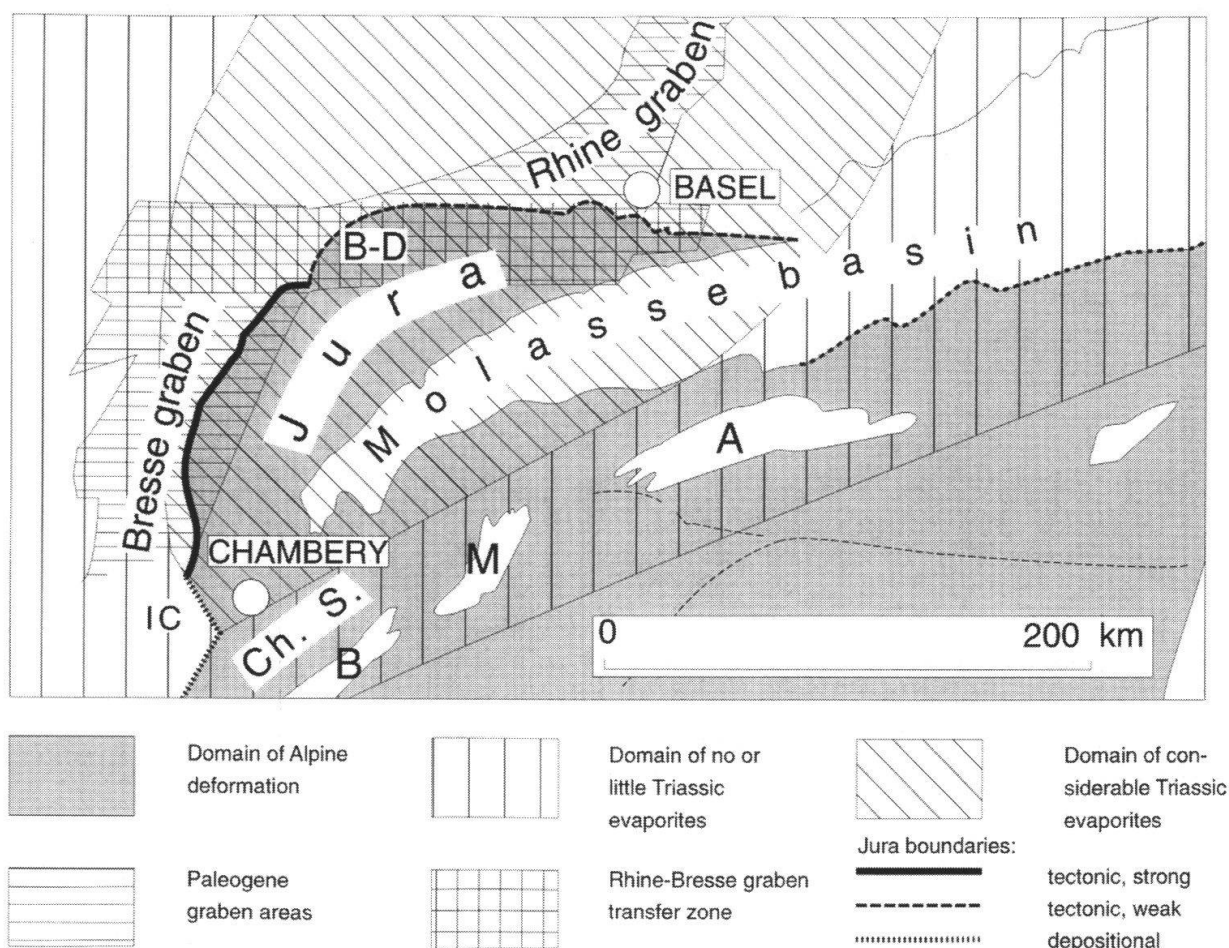 Rhine graben
BASEL
B-D
Jura
Molassebasin
Bresse graben
A
CHAMBERY
M
IC
Ch. S.
B
0 200 km
Domain of Alpine
deformation
Domain of no or
little Triassic
evaporites
Domain of con-
siderable Triassic
evaporites
Jura boundaries:
Paleogene
graben areas
Rhine-Bresse graben
transfer zone
tectonic, strong
tectonic, weak
depositional